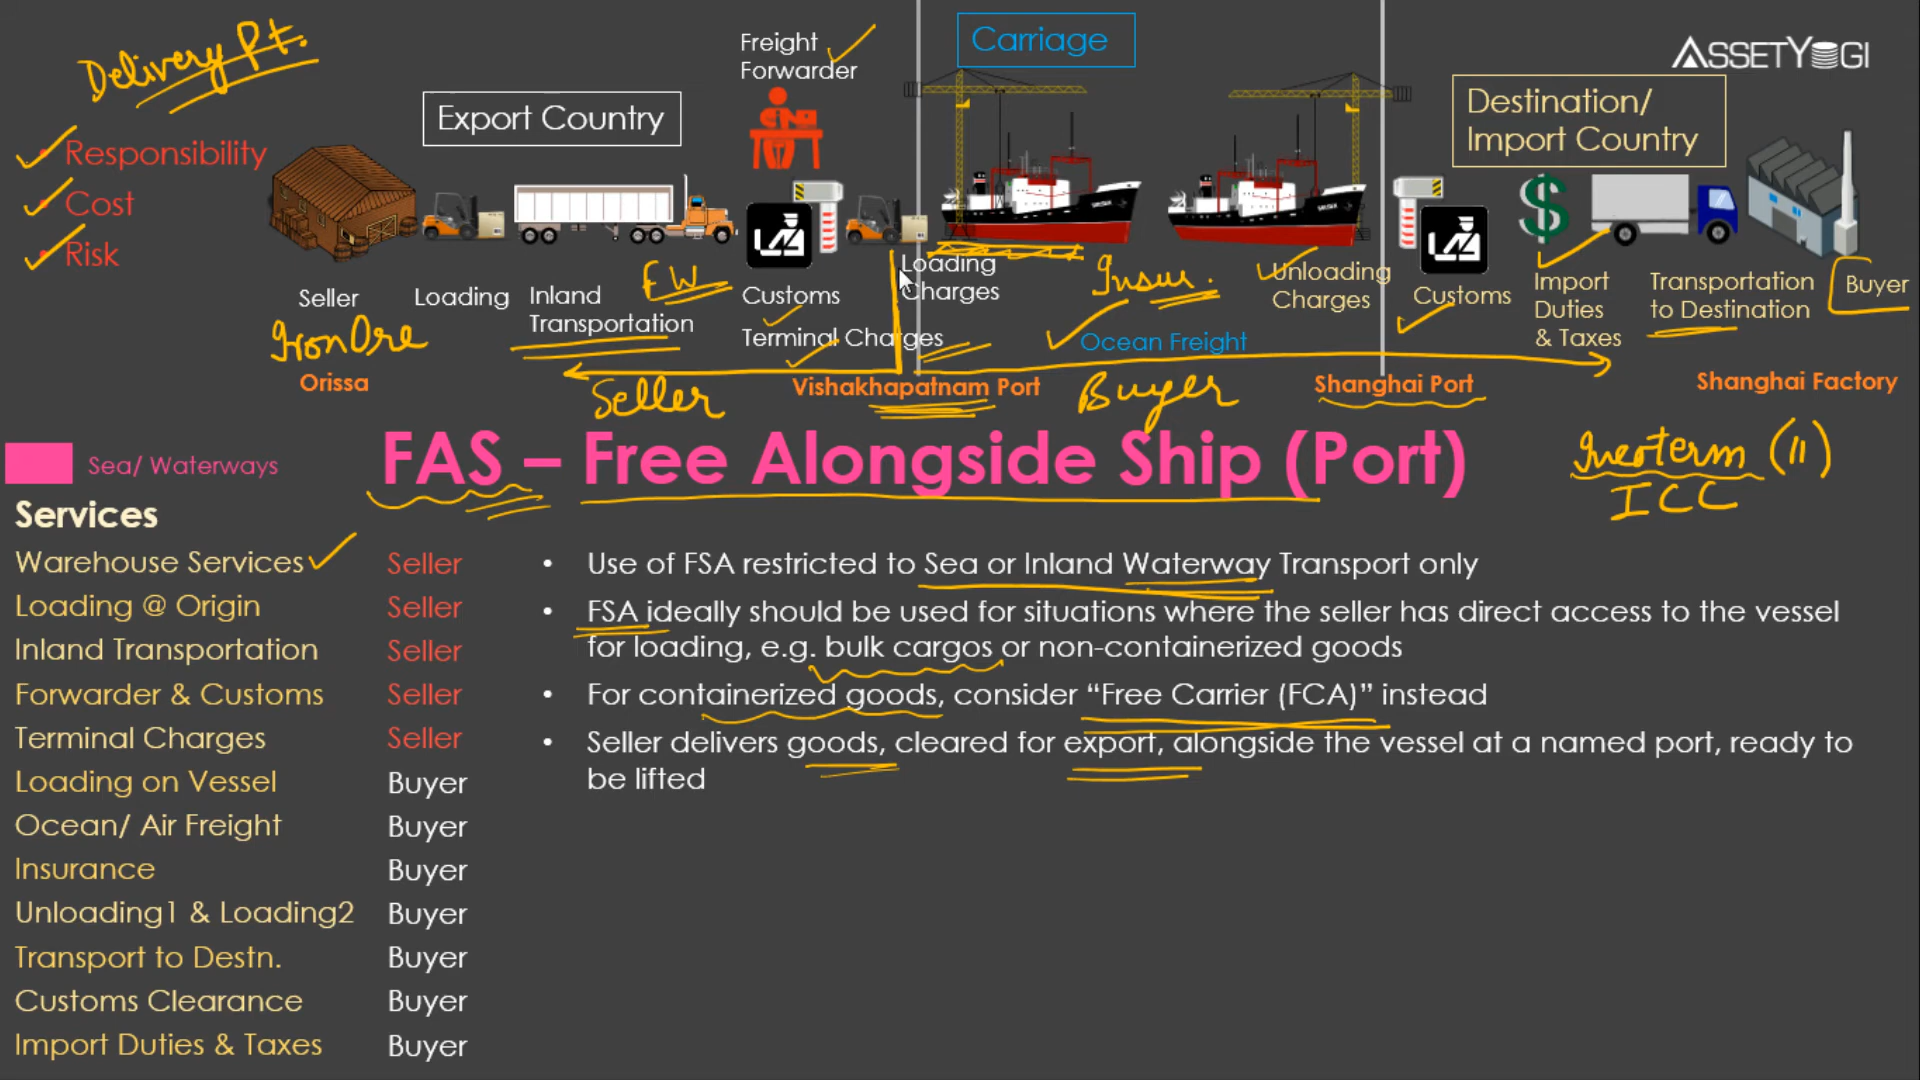 Delivery Pt.
Freight
Forwarder
Carriage
ASSETYOGI
Export Country
Destination/
Import Country
• Responsibility
• Cost
• Risk
Seller
Loading
Inland
Transportation
FW
Customs
Terminal Charges
Loading
Charges
Insur.
Ocean Freight
Unloading
Charges
Customs
Import
Duties
& Taxes
Transportation
to Destination
Buyer
Iron Ore
Orissa
Seller
Vishakhapatnam Port
Buyer
Shanghai Port
Shanghai Factory
Sea/ Waterways
FAS – Free Alongside Ship (Port)
Incoterm (11)
ICC
Services
Warehouse Services Seller
Loading @ Origin Seller
Inland Transportation Seller
Forwarder & Customs Seller
Terminal Charges Seller
Loading on Vessel Buyer
Ocean/ Air Freight Buyer
Insurance Buyer
Unloading1 & Loading2 Buyer
Transport to Destn. Buyer
Customs Clearance Buyer
Import Duties & Taxes Buyer
• Use of FSA restricted to Sea or Inland Waterway Transport only
• FSA ideally should be used for situations where the seller has direct access to the vessel
for loading, e.g. bulk cargos or non-containerized goods
• For containerized goods, consider “Free Carrier (FCA)” instead
• Seller delivers goods, cleared for export, alongside the vessel at a named port, ready to
be lifted